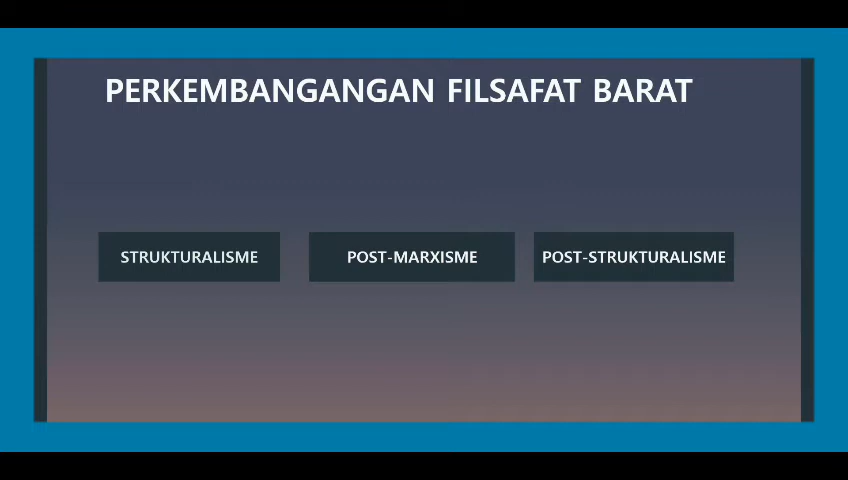 PERKEMBANGANGAN FILSAFAT BARAT
STRUKTURALISME
POST-MARXISME
POST-STRUKTURALISME